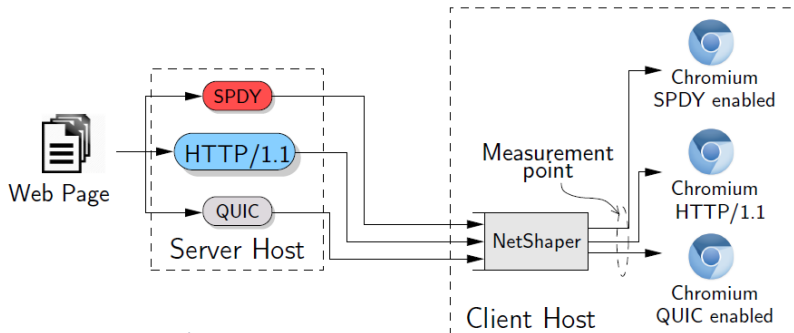 Web Page
SPDY
HTTP/1.1
QUIC
Server Host
Measurement
point
NetShaper
Client Host
Chromium
SPDY enabled
Chromium
HTTP/1.1
Chromium
QUIC enabled